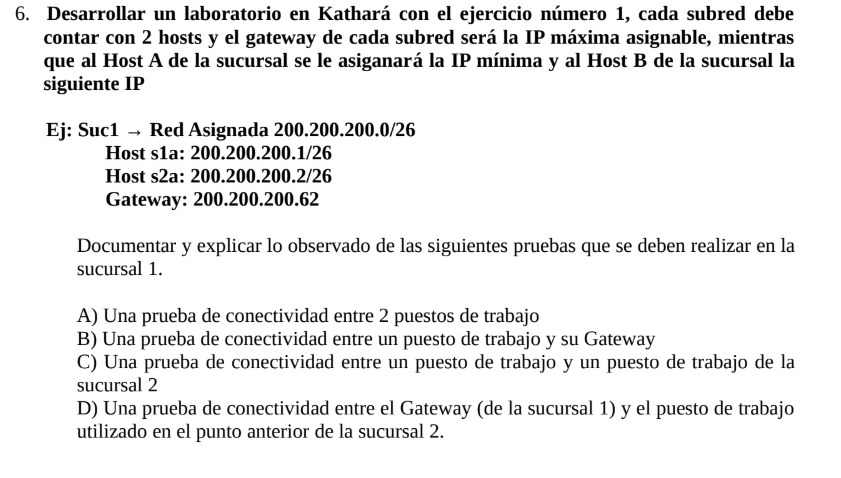 6. Desarrollar un laboratorio en Kathará con el ejercicio número 1, cada subred debe
contar con 2 hosts y el gateway de cada subred será la IP máxima asignable, mientras
que al Host A de la sucursal se le asiganará la IP mínima y al Host B de la sucursal la
siguiente IP
Ej: Suc1 → Red Asignada 200.200.200.0/26
Host s1a: 200.200.200.1/26
Host s2a: 200.200.200.2/26
Gateway: 200.200.200.62
Documentar y explicar lo observado de las siguientes pruebas que se deben realizar en la
sucursal 1.
A) Una prueba de conectividad entre 2 puestos de trabajo
B) Una prueba de conectividad entre un puesto de trabajo y su Gateway
C) Una prueba de conectividad entre un puesto de trabajo y un puesto de trabajo de la
sucursal 2
D) Una prueba de conectividad entre el Gateway (de la sucursal 1) y el puesto de trabajo
utilizado en el punto anterior de la sucursal 2.